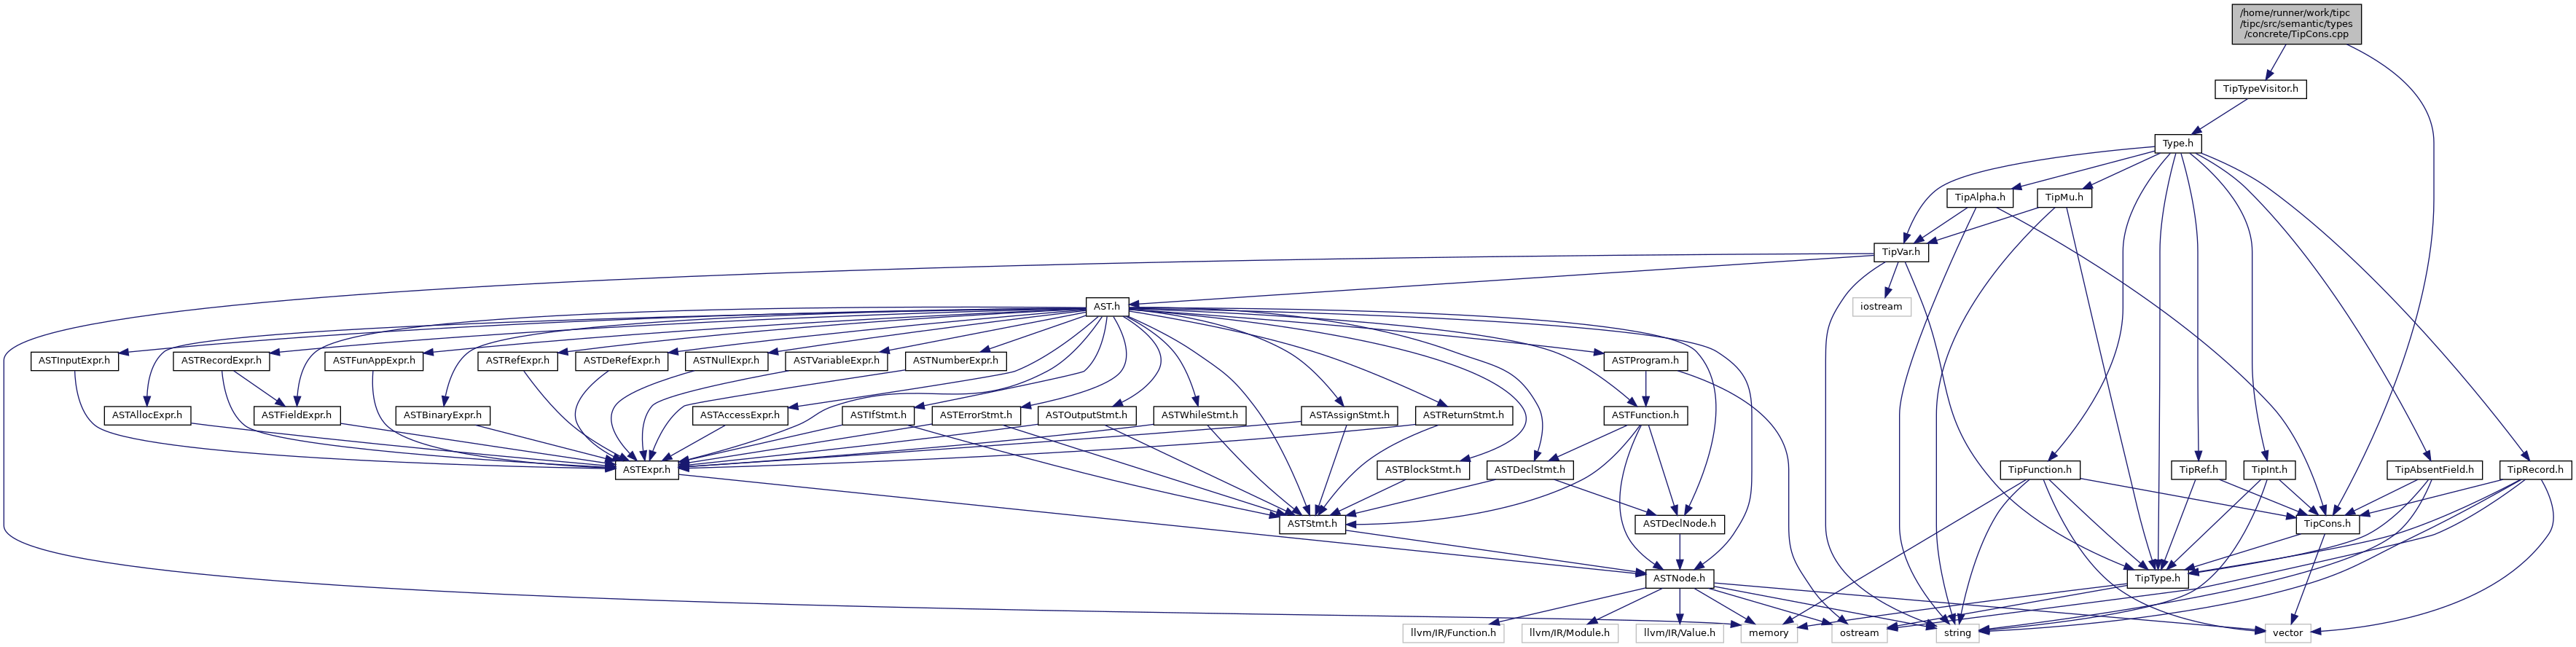 /home/runner/work/tipc
/tipc/src/semantic/types
/concrete/TipCons.cpp
TipTypeVisitor.h
Type.h
TipAlpha.h
TipMu.h
TipVar.h
AST.h
iostream
ASTInputExpr.h
ASTRecordExpr.h
ASTFunAppExpr.h
ASTRefExpr.h
ASTDeRefExpr.h
ASTNullExpr.h
ASTVariableExpr.h
ASTNumberExpr.h
ASTProgram.h
ASTAllocExpr.h
ASTFieldExpr.h
ASTBinaryExpr.h
ASTAccessExpr.h
ASTIfStmt.h
ASTErrorStmt.h
ASTOutputStmt.h
ASTWhileStmt.h
ASTAssignStmt.h
ASTReturnStmt.h
ASTFunction.h
ASTExpr.h
ASTBlockStmt.h
ASTDeclStmt.h
TipFunction.h
TipRef.h
TipInt.h
TipAbsentField.h
TipRecord.h
ASTStmt.h
ASTDeclNode.h
TipCons.h
ASTNode.h
TipType.h
llvm/IR/Function.h
llvm/IR/Module.h
llvm/IR/Value.h
memory
ostream
string
vector